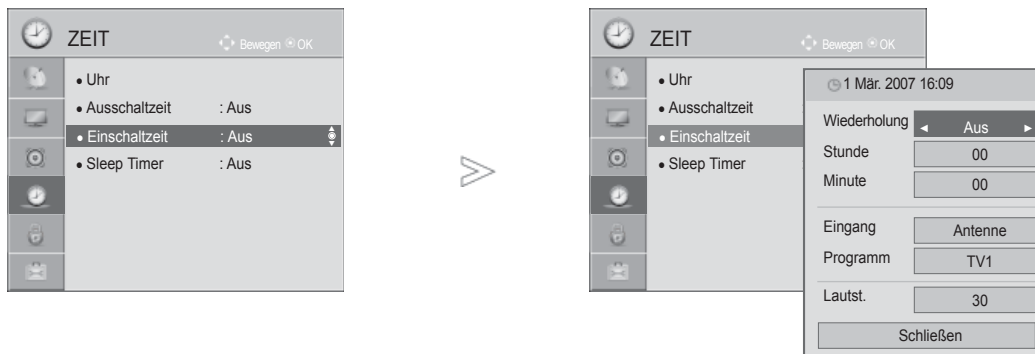 ZEIT
Bewegen OK
• Uhr
• Ausschaltzeit : Aus
• Einschaltzeit : Aus
• Sleep Timer : Aus
ZEIT
Bewegen OK
• Uhr
• Ausschaltzeit
• Einschaltzeit
• Sleep Timer
1 Mär. 2007 16:09
Wiederholung ◄ Aus ►
Stunde 00
Minute 00
Eingang Antenne
Programm TV1
Lautst. 30
Schließen